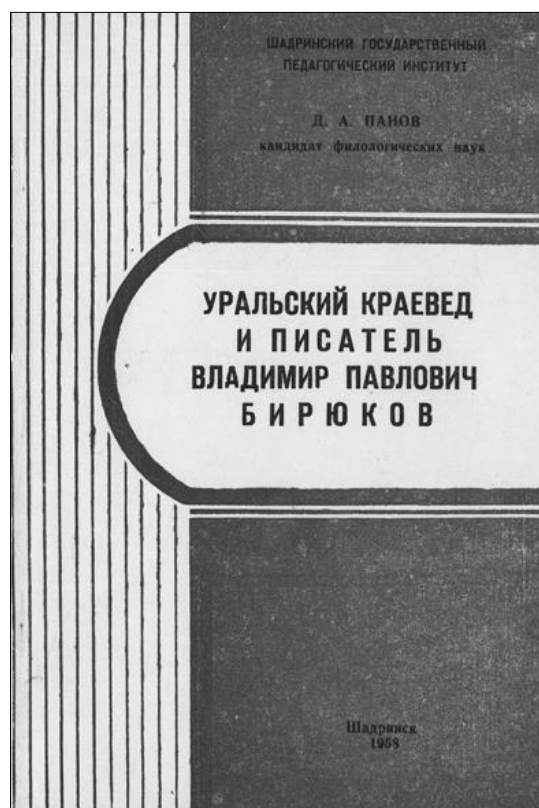 ШАДРИНСКИЙ ГОСУДАРСТВЕННЫЙ
ПЕДАГОГИЧЕСКИЙ ИНСТИТУТ
Д. А. ПАНОВ
кандидат филологических наук
УРАЛЬСКИЙ КРАЕВЕД
И ПИСАТЕЛЬ
ВЛАДИМИР ПАВЛОВИЧ
БИРЮКОВ
Шадринск
1958